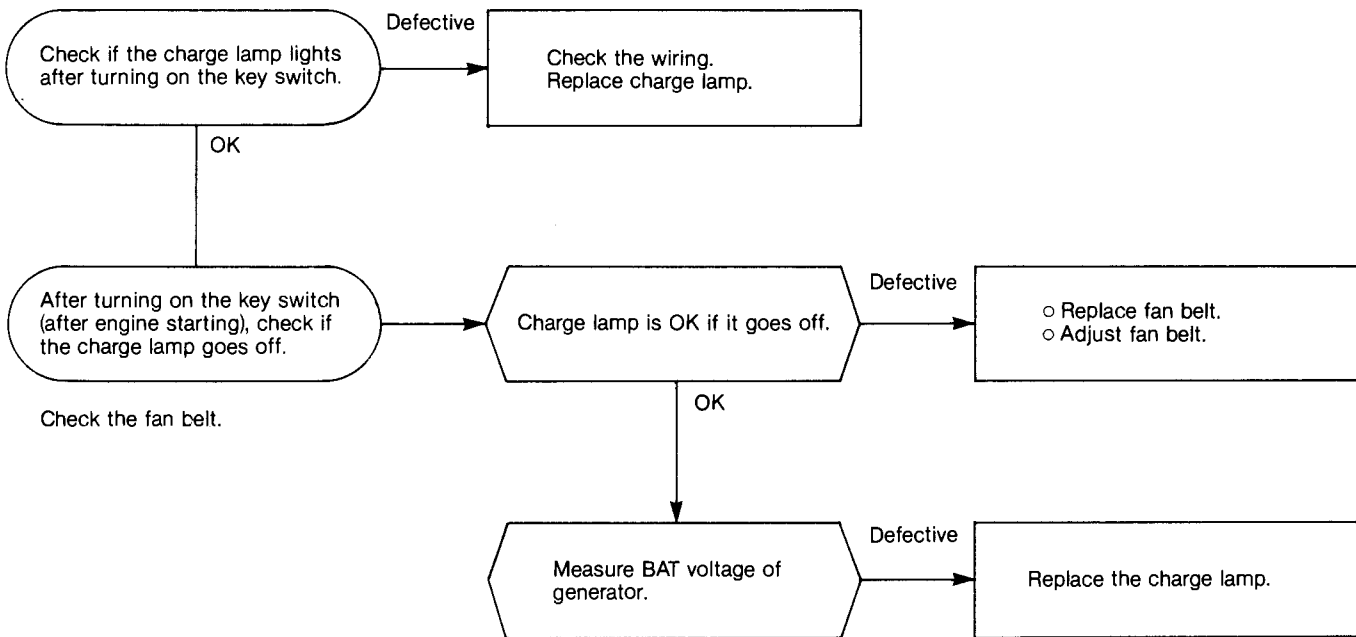 Defective
Check if the charge lamp lights
after turning on the key switch.
Check the wiring.
Replace charge lamp.
OK
After turning on the key switch
(after engine starting), check if
the charge lamp goes off.
Charge lamp is OK if it goes off.
Defective
○ Replace fan belt.
○ Adjust fan belt.
Check the fan belt.
OK
Measure BAT voltage of
generator.
Defective
Replace the charge lamp.